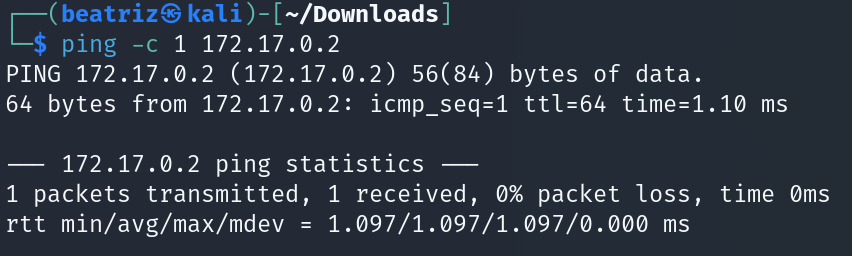 ┌──(beatriz㉿kali)-[~/Downloads]
└─$ ping -c 1 172.17.0.2
PING 172.17.0.2 (172.17.0.2) 56(84) bytes of data.
64 bytes from 172.17.0.2: icmp_seq=1 ttl=64 time=1.10 ms
--- 172.17.0.2 ping statistics ---
1 packets transmitted, 1 received, 0% packet loss, time 0ms
rtt min/avg/max/mdev = 1.097/1.097/1.097/0.000 ms